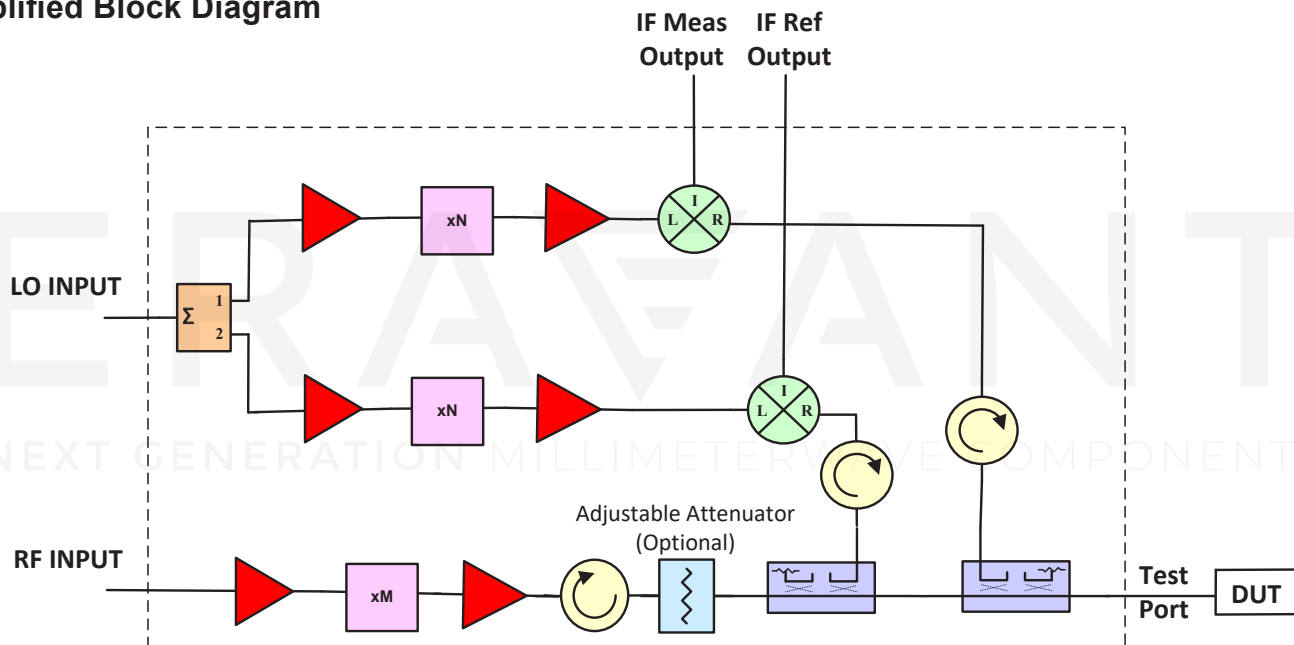 plified Block Diagram
IF Meas
Output
IF Ref
Output
xN
I
L
R
LO INPUT
Σ
1
2
ERAVANT
xN
I
L
R
NEXT GENERATION MILLIMETERWAVE COMPONENT
Adjustable Attenuator
(Optional)
RF INPUT
xM
Test
Port
DUT